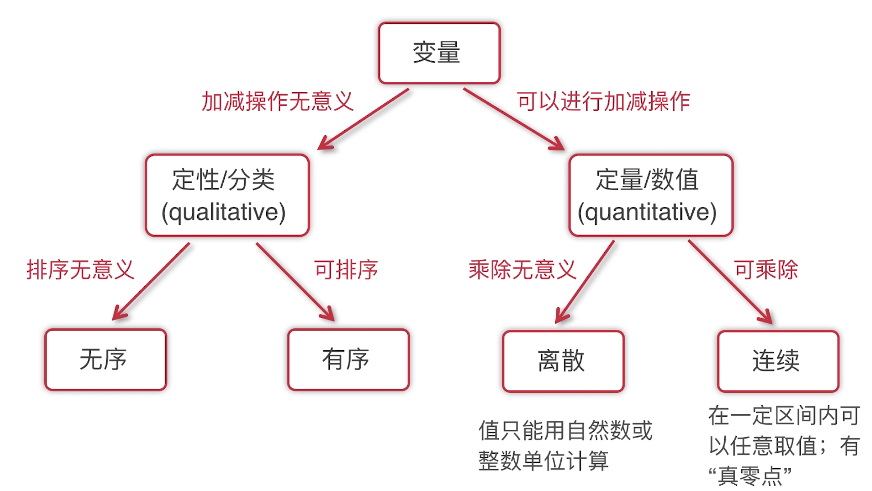 变量
加减操作无意义
可以进行加减操作
定性/分类
(qualitative)
定量/数值
(quantitative)
排序无意义
可排序
乘除无意义
可乘除
无序
有序
离散
连续
值只能用自然数或
整数单位计算
在一定区间内可
以任意取值；有
“真零点”